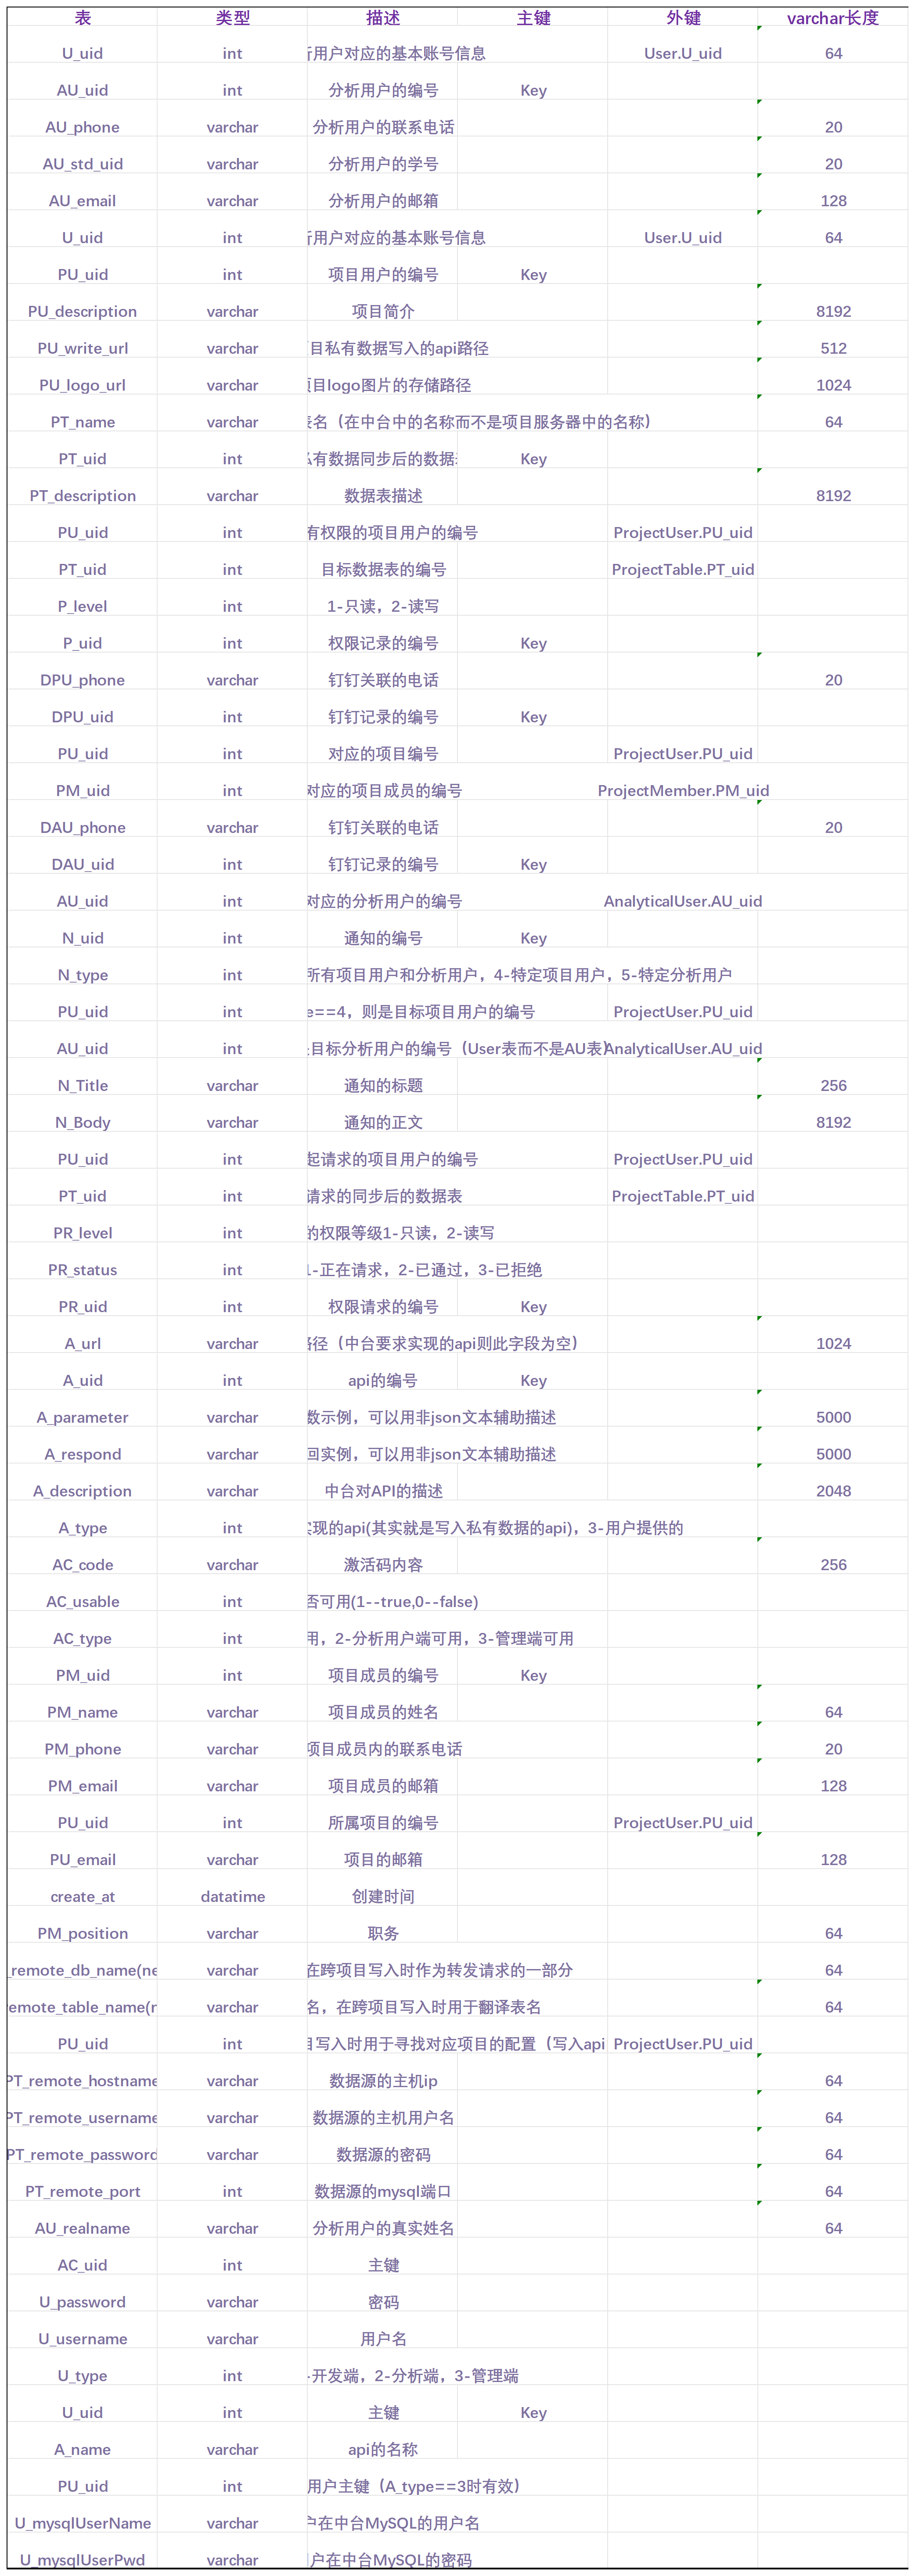 表 类型 描述 主键 外键 varchar长度
U_uid int 用户对应的基本账号信息 User.U_uid 64
AU_uid int 分析用户的编号 Key
AU_phone varchar 分析用户的联系电话 20
AU_std_uid varchar 分析用户的学号 20
AU_email varchar 分析用户的邮箱 128
U_uid int 用户对应的基本账号信息 User.U_uid 64
PU_uid int 项目用户的编号 Key
PU_description varchar 项目简介 8192
PU_write_url varchar 目私有数据写入的api路径 512
PU_logo_url varchar 目logo图片的存储路径 1024
PT_name varchar 表名（在中台中的名称而不是项目服务器中的名称） 64
PT_uid int 有数据同步后的数据 Key
PT_description varchar 数据表描述 8192
PU_uid int 有权限的项目用户的编号 ProjectUser.PU_uid
PT_uid int 目标数据表的编号 ProjectTable.PT_uid
P_level int 1-只读，2-读写
P_uid int 权限记录的编号 Key
DPU_phone varchar 钉钉关联的电话 20
DPU_uid int 钉钉记录的编号 Key
PU_uid int 对应的项目编号 ProjectUser.PU_uid
PM_uid int 对应的项目成员的编号 ProjectMember.PM_uid
DAU_phone varchar 钉钉关联的电话 20
DAU_uid int 钉钉记录的编号 Key
AU_uid int 对应的分析用户的编号 AnalyticalUser.AU_uid
N_uid int 通知的编号 Key
N_type int 所有项目用户和分析用户，4-特定项目用户，5-特定分析用户
PU_uid int e==4，则是目标项目用户的编号 ProjectUser.PU_uid
AU_uid int 目标分析用户的编号（User表而不是AU表） AnalyticalUser.AU_uid
N_Title varchar 通知的标题 256
N_Body varchar 通知的正文 8192
PU_uid int 起请求的项目用户的编号 ProjectUser.PU_uid
PT_uid int 请求的同步后的数据表 ProjectTable.PT_uid
PR_level int 的权限等级1-只读，2-读写
PR_status int 1-正在请求，2-已通过，3-已拒绝
PR_uid int 权限请求的编号 Key
A_url varchar 路径（中台要求实现的api则此字段为空） 1024
A_uid int api的编号 Key
A_parameter varchar 数示例，可以用非json文本辅助描述 5000
A_respond varchar 回实例，可以用非json文本辅助描述 5000
A_description varchar 中台对API的描述 2048
A_type int 实现的api(其实就是写入私有数据的api)，3-用户提供的
AC_code varchar 激活码内容 256
AC_usable int 否可用(1--true,0--false)
AC_type int 用，2-分析用户端可用，3-管理端可用
PM_uid int 项目成员的编号 Key
PM_name varchar 项目成员的姓名 64
PM_phone varchar 项目成员内的联系电话 20
PM_email varchar 项目成员的邮箱 128
PU_uid int 所属项目的编号 ProjectUser.PU_uid
PU_email varchar 项目的邮箱 128
create_at datatime 创建时间
PM_position varchar 职务 64
_remote_db_name(ne varchar 在跨项目写入时作为转发请求的一部分 64
emote_table_name(r varchar 名，在跨项目写入时用于翻译表名 64
PU_uid int 目写入时用于寻找对应项目的配置（写入api ProjectUser.PU_uid
PT_remote_hostname varchar 数据源的主机ip 64
PT_remote_username varchar 数据源的主机用户名 64
PT_remote_password varchar 数据源的密码 64
PT_remote_port int 数据源的mysql端口 64
AU_realname varchar 分析用户的真实姓名 64
AC_uid int 主键
U_password varchar 密码
U_username varchar 用户名
U_type int -开发端，2-分析端，3-管理端
U_uid int 主键 Key
A_name varchar api的名称
PU_uid int 用户主键（A_type==3时有效）
U_mysqlUserName varchar 户在中台MySQL的用户名
U_mysqlUserPwd varchar 户在中台MySQL的密码